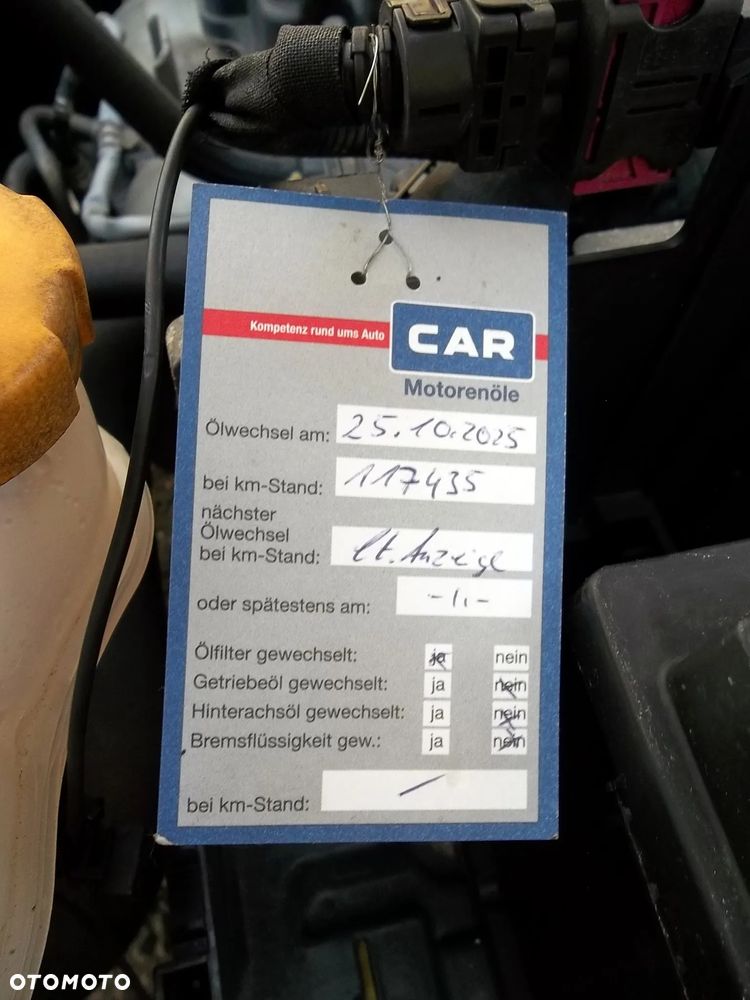 Kompetenz rund ums Auto
CAR
Motorenöle
Ölwechsel am: 25.10.2025
bei km-Stand: 117435
nächster
Ölwechsel
bei km-Stand: lt. Anzeige
oder spätestens am: -"-
Ölfilter gewechselt: ja nein
Getriebeöl gewechselt: ja nein
Hinterachsöl gewechselt: ja nein
Bremsflüssigkeit gew.: ja nein
bei km-Stand: /
OTOMOTO